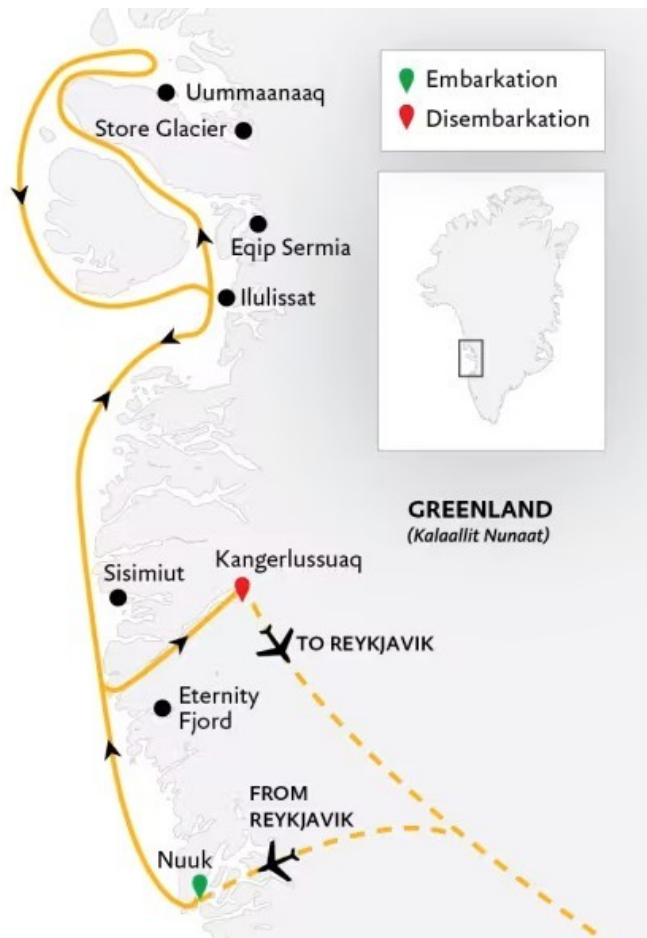 Embarkation
Disembarkation
Uummaanaaq
Store Glacier
Eqip Sermia
Ilulissat
GREENLAND
(Kalaallit Nunaat)
Kangerlussuaq
Sisimiut
TO REYKJAVIK
Eternity
Fjord
FROM
REYKJAVIK
Nuuk